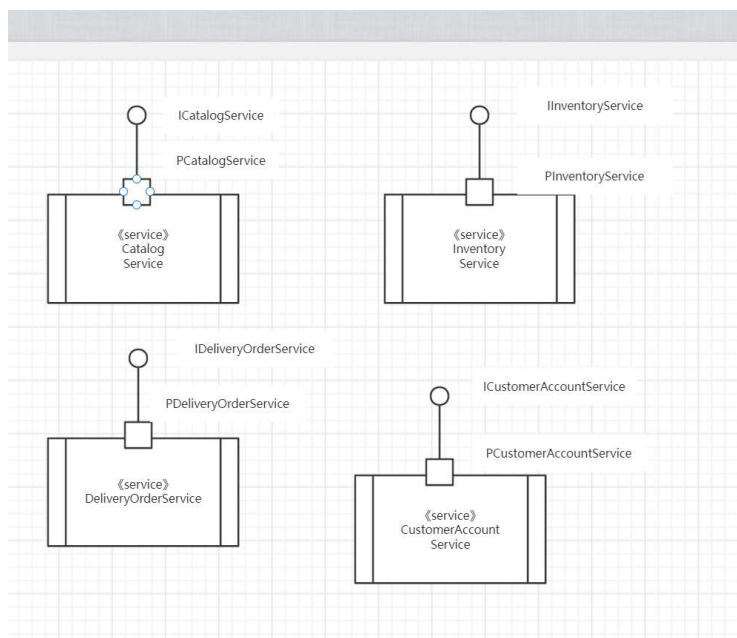 ICatalogService
PCatalogService
《service》
Catalog
Service
IInventoryService
PInventoryService
《service》
Inventory
Service
IDeliveryOrderService
PDeliveryOrderService
《service》
DeliveryOrderService
ICustomerAccountService
PCustomerAccountService
《service》
CustomerAccount
Service